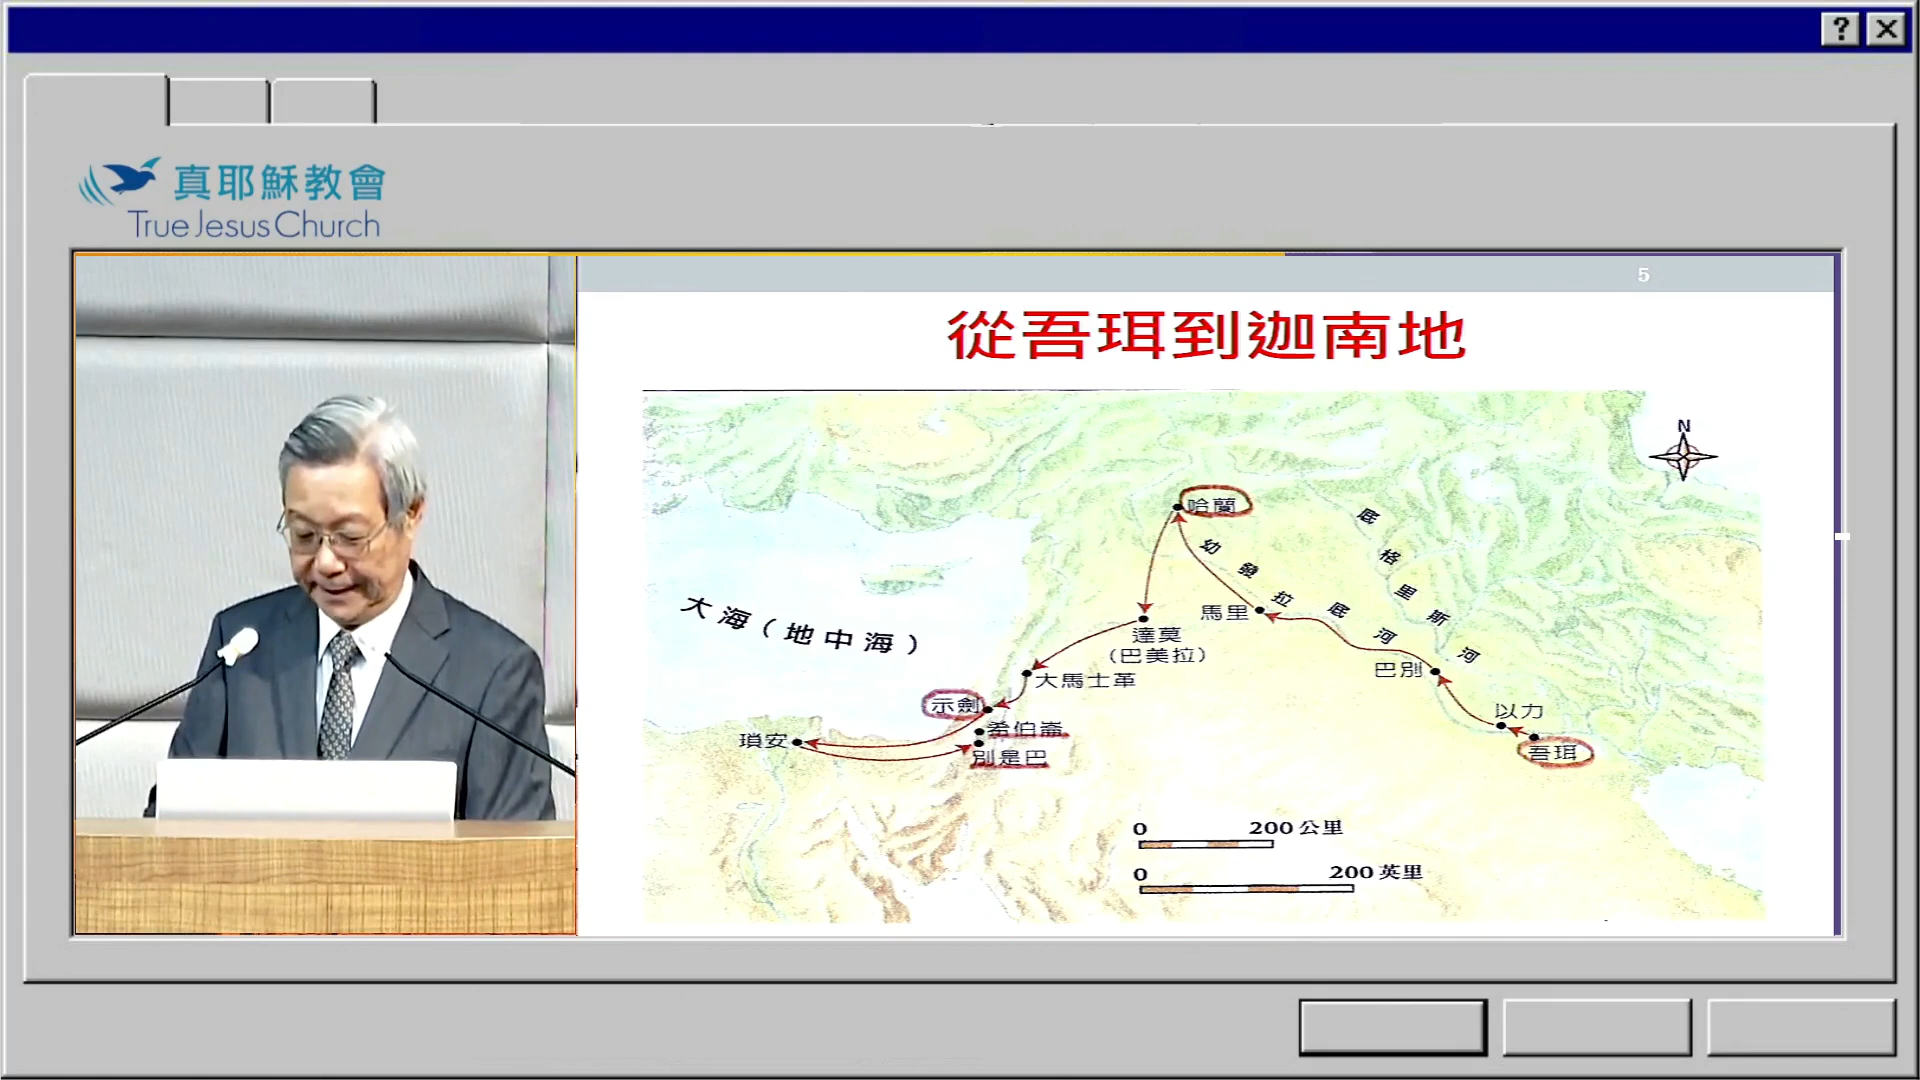 真耶穌教會
True Jesus Church
5
從吾珥到迦南地
N
哈蘭
底格里斯河
幼發拉底河
馬里
大海（地中海）
達莫
（巴美拉）
巴別
大馬士革
示劍
以力
希伯崙
瑣安
吾珥
別是巴
0 200 公里
0 200 英里